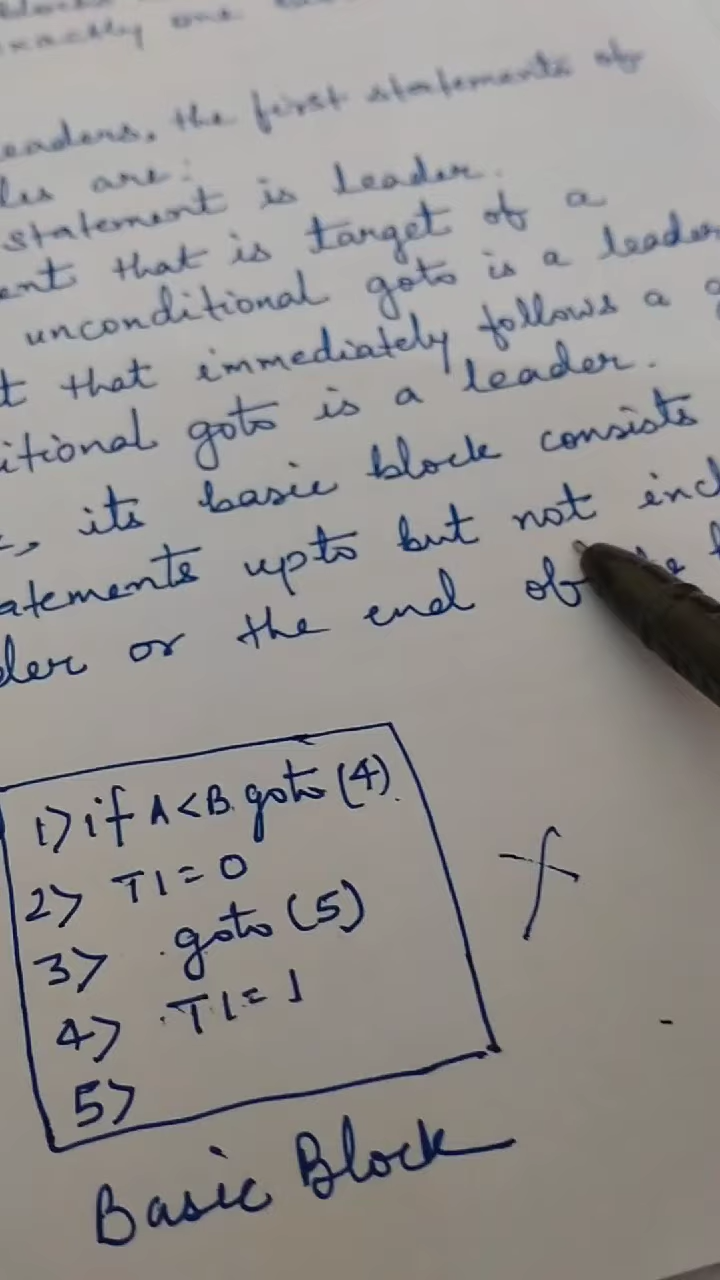 exactly one
eaders, the first statements of
les are:
statement is Leader.
ent that is target of a
unconditional goto is a leader
t that immediately follows a
itional goto is a leader.
its basic block consists
atements upto but not incl
der or the end of
1) if A<B goto (4).
2) T1=0
3) goto (5)
4) T1=1
5)
Basic Block